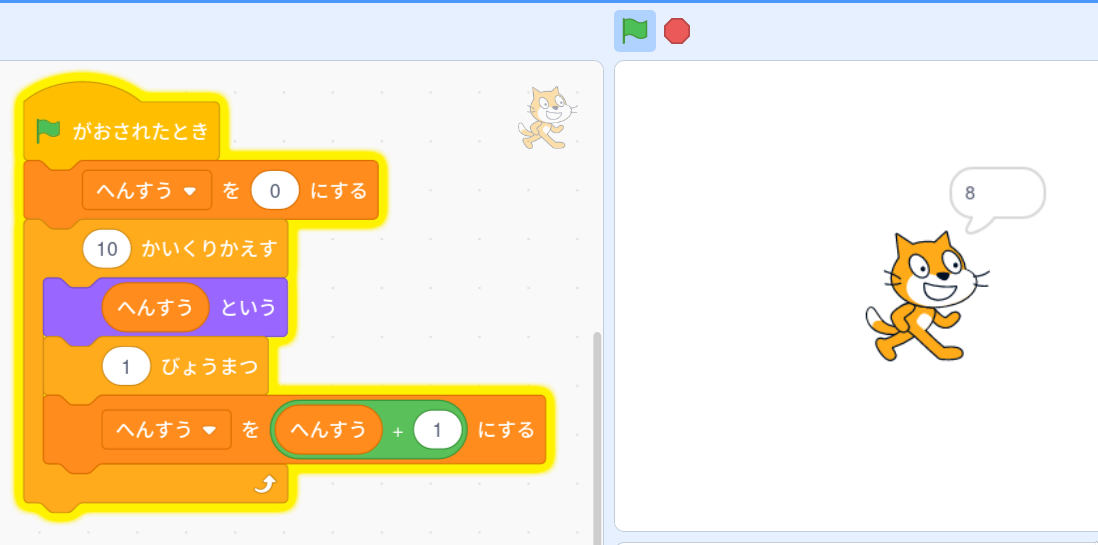 がおされたとき
へんすう を 0 にする
8
10 かいくりかえす
へんすう という
1 びょうまつ
へんすう を へんすう + 1 にする